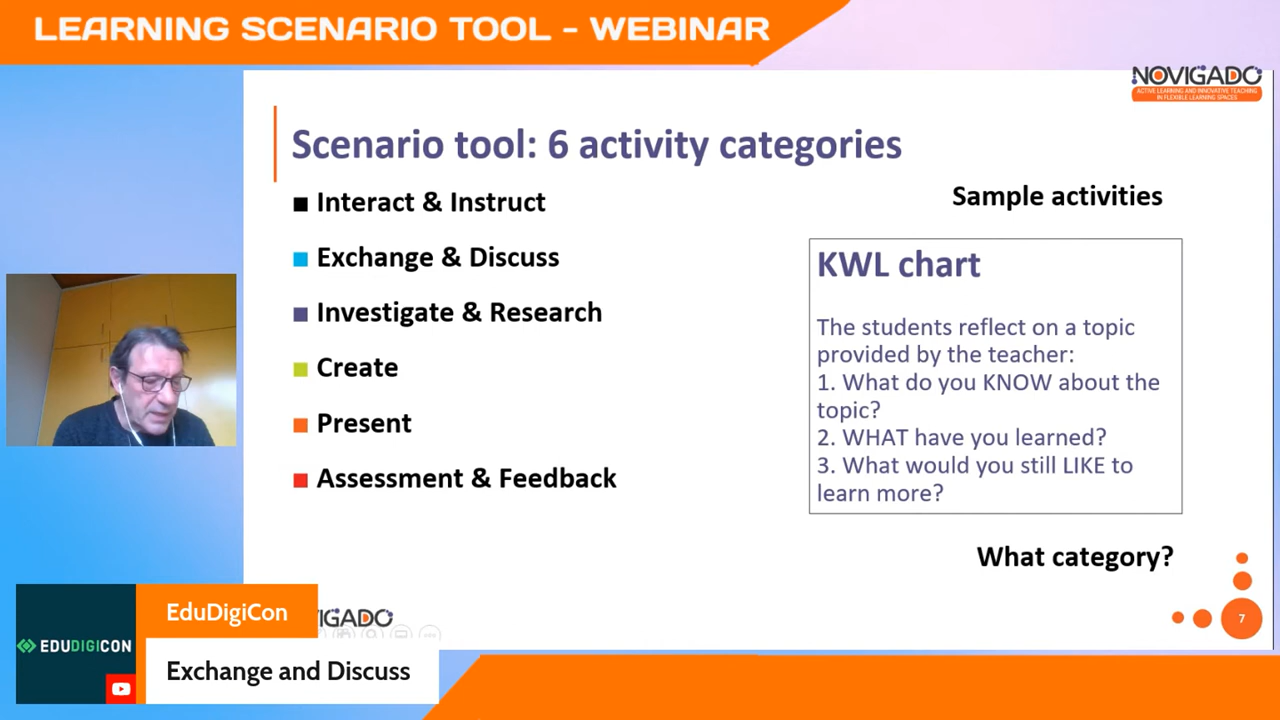 LEARNING SCENARIO TOOL - WEBINAR
NOVIGADO
ACTIVE LEARNING AND INNOVATIVE TEACHING
IN FLEXIBLE LEARNING SPACES
Scenario tool: 6 activity categories
Interact & Instruct
Exchange & Discuss
Investigate & Research
Create
Present
Assessment & Feedback
Sample activities
KWL chart
The students reflect on a topic
provided by the teacher:
1. What do you KNOW about the
topic?
2. WHAT have you learned?
3. What would you still LIKE to
learn more?
What category?
7
IGADO
EDUDIGICON
EduDigiCon
Exchange and Discuss